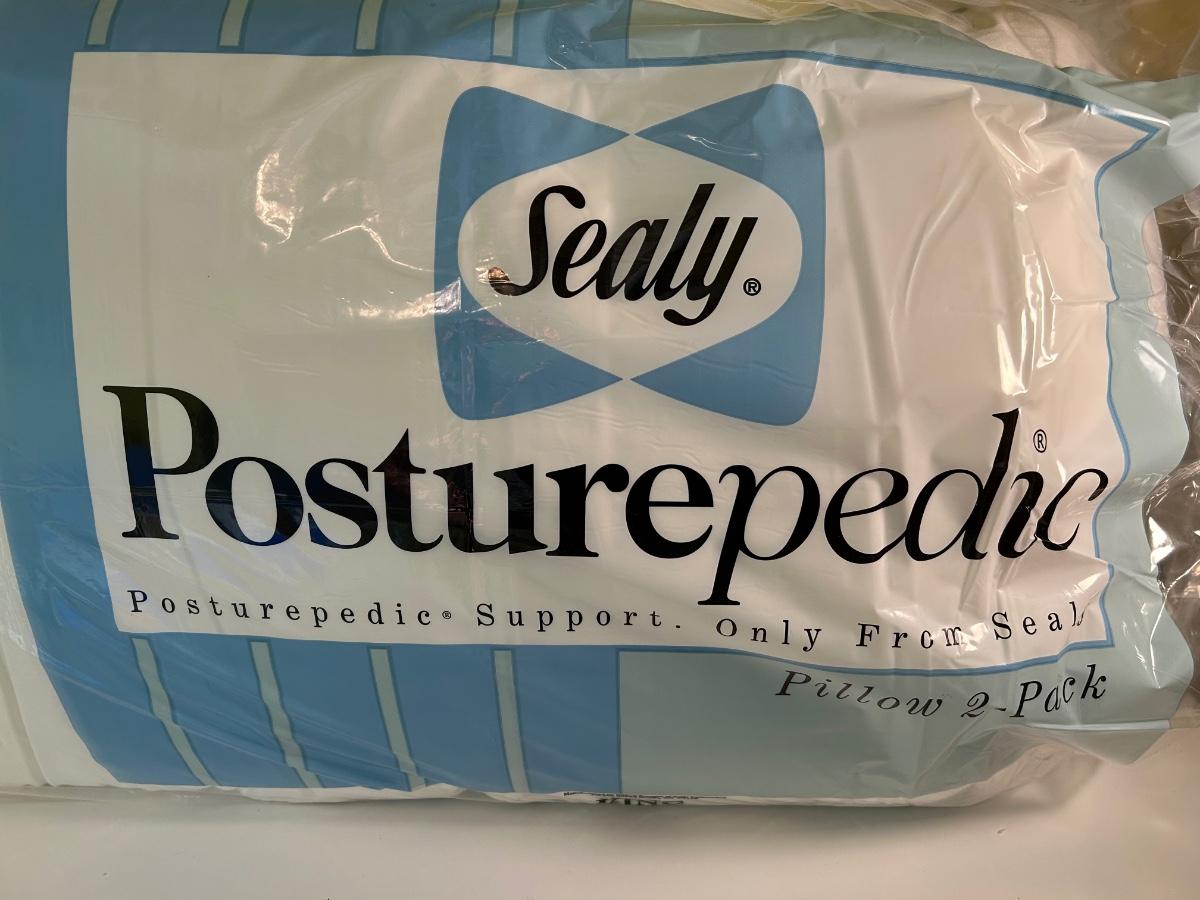 Sealy®
Posturepedic®
Posturepedic® Support. Only From Sealy
Pillow 2-Pack